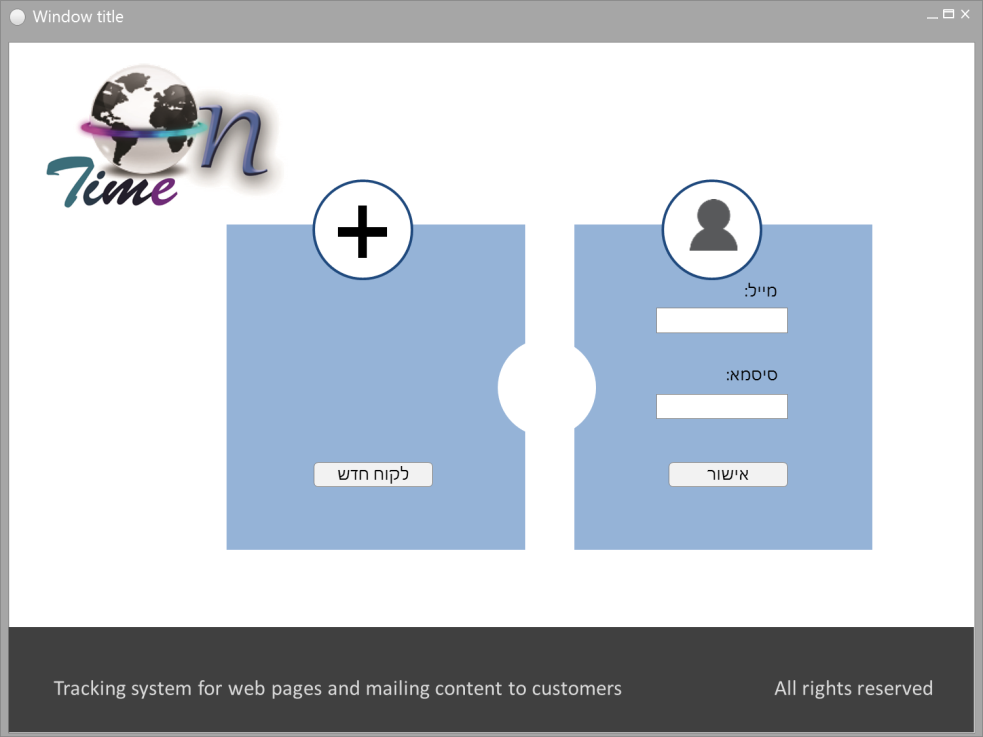 Window title
On
Time
מייל:
סיסמא:
לקוח חדש
אישור
Tracking system for web pages and mailing content to customers
All rights reserved